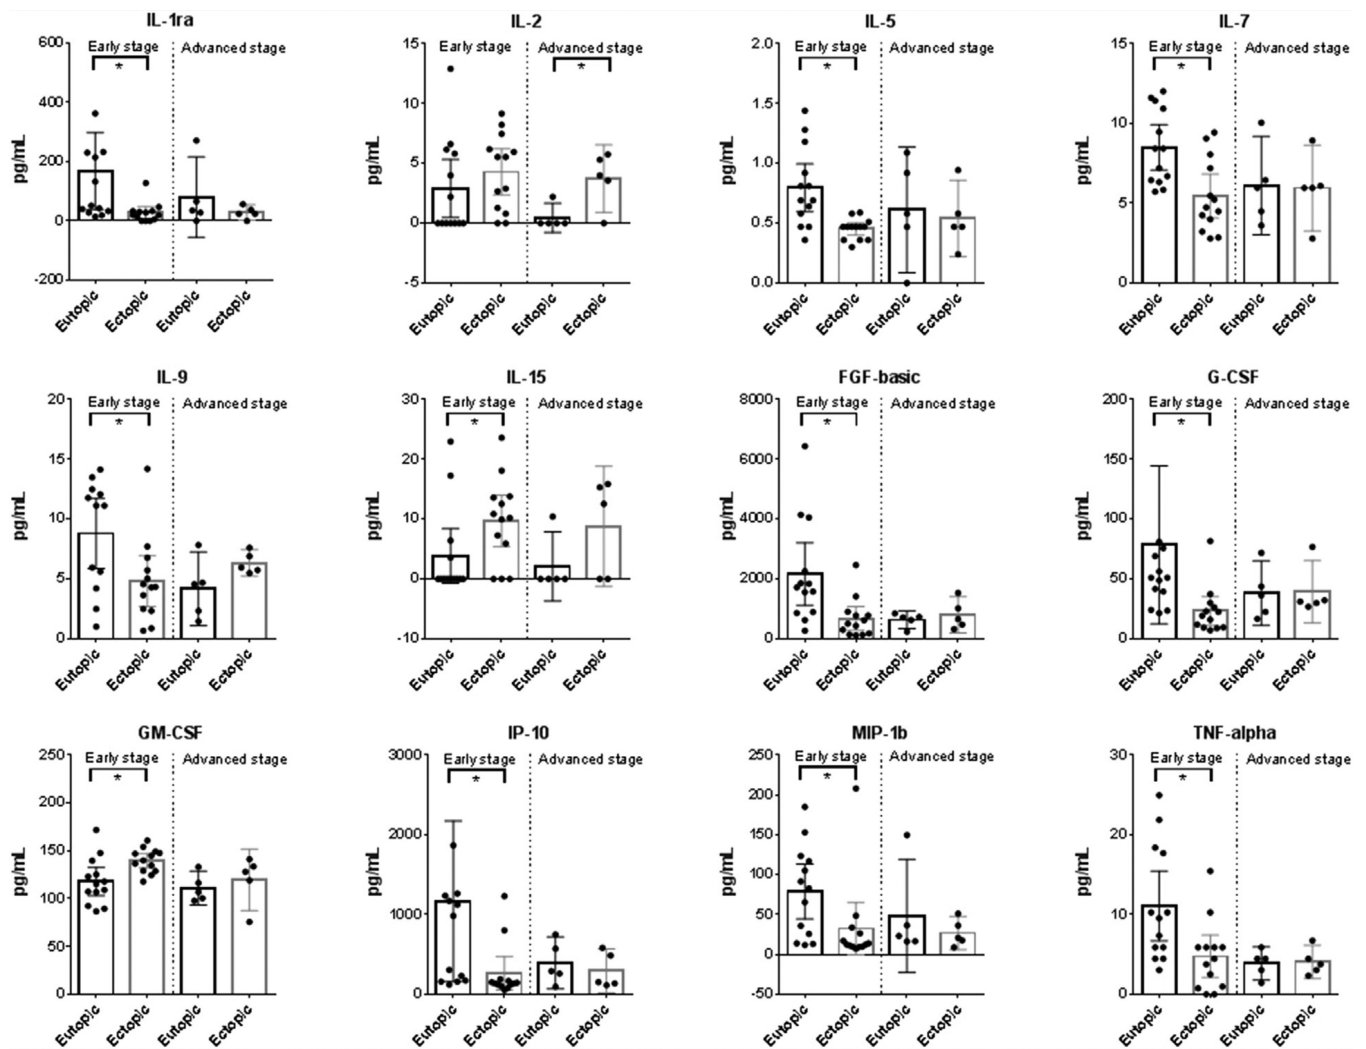 IL-1ra
600
400
200
0
-200
pg/mL
Early stage
Advanced stage
*
Eutopic
Ectopic
Eutopic
Ectopic
IL-2
15
10
5
0
-5
pg/mL
Early stage
Advanced stage
*
Eutopic
Ectopic
Eutopic
Ectopic
IL-5
2.0
1.5
1.0
0.5
0.0
pg/mL
Early stage
Advanced stage
*
Eutopic
Ectopic
Eutopic
Ectopic
IL-7
15
10
5
0
pg/mL
Early stage
Advanced stage
*
Eutopic
Ectopic
Eutopic
Ectopic
IL-9
20
15
10
5
0
pg/mL
Early stage
Advanced stage
*
Eutopic
Ectopic
Eutopic
Ectopic
IL-15
30
20
10
0
-10
pg/mL
Early stage
Advanced stage
*
Eutopic
Ectopic
Eutopic
Ectopic
FGF-basic
8000
6000
4000
2000
0
pg/mL
Early stage
Advanced stage
*
Eutopic
Ectopic
Eutopic
Ectopic
G-CSF
200
150
100
50
0
pg/mL
Early stage
Advanced stage
*
Eutopic
Ectopic
Eutopic
Ectopic
GM-CSF
250
200
150
100
50
0
pg/mL
Early stage
Advanced stage
*
Eutopic
Ectopic
Eutopic
Ectopic
IP-10
3000
2000
1000
0
pg/mL
Early stage
Advanced stage
*
Eutopic
Ectopic
Eutopic
Ectopic
MIP-1b
250
200
150
100
50
0
-50
pg/mL
Early stage
Advanced stage
*
Eutopic
Ectopic
Eutopic
Ectopic
TNF-alpha
30
20
10
0
pg/mL
Early stage
Advanced stage
*
Eutopic
Ectopic
Eutopic
Ectopic